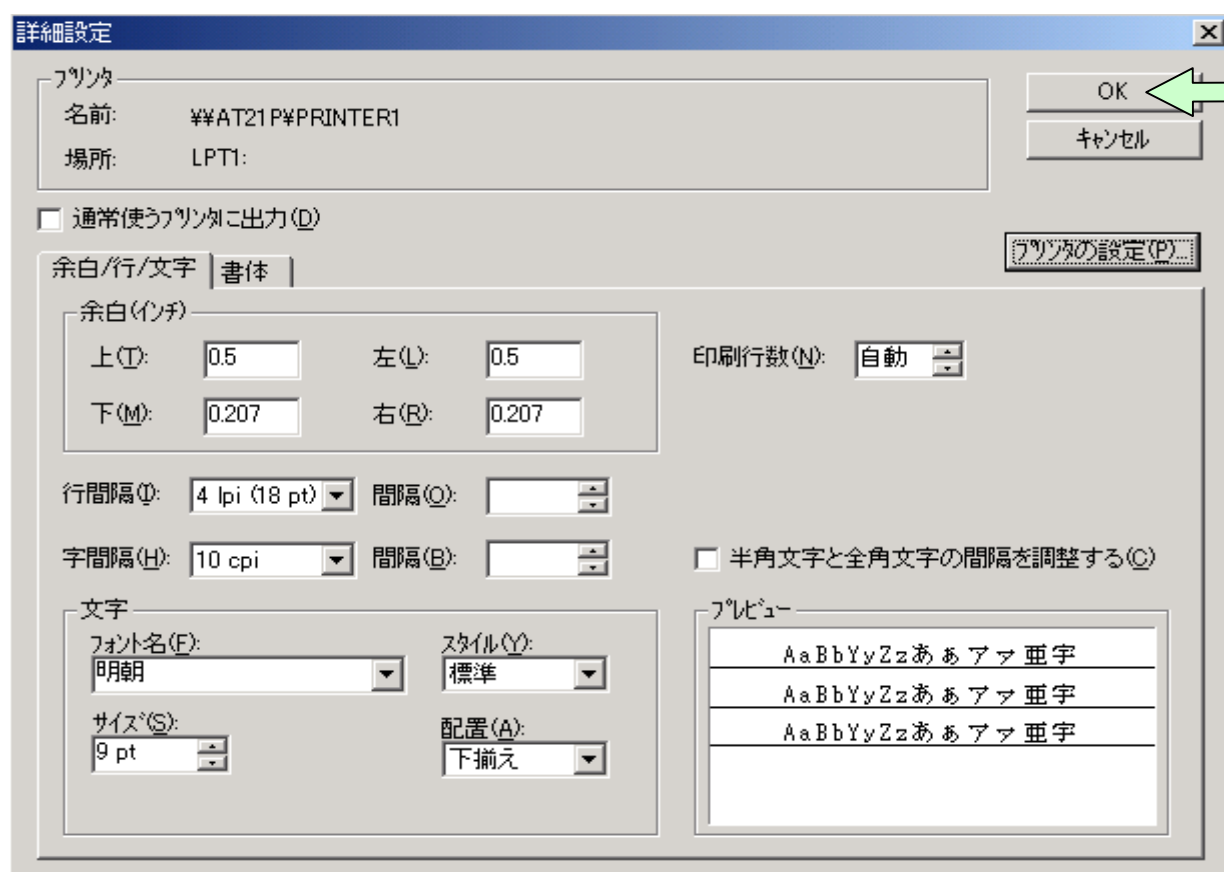 詳細設定
プリンタ
名前: ¥¥AT21P¥PRINTER1
場所: LPT1:
OK
キャンセル
通常使うプリンタに出力(D)
プリンタの設定(P)...
余白/行/文字 書体
余白(インチ)
上(T): 0.5 左(L): 0.5
下(M): 0.207 右(R): 0.207
印刷行数(N): 自動
行間隔(I): 4 lpi (18 pt) 間隔(O):
字間隔(H): 10 cpi 間隔(B):
半角文字と全角文字の間隔を調整する(C)
文字
フォント名(F): スタイル(Y):
明朝 標準
サイズ(S): 配置(A):
9 pt 下揃え
プレビュー
AaBbYyZzあぁアァ亜宇
AaBbYyZzあぁアァ亜宇
AaBbYyZzあぁアァ亜宇